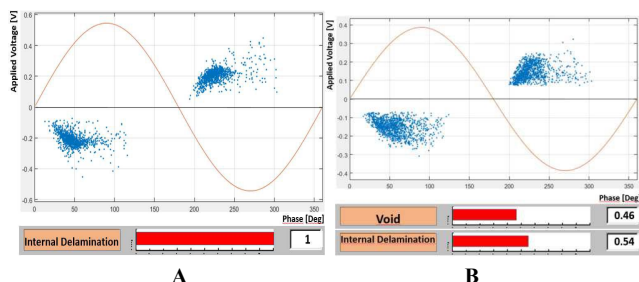 Applied Voltage [V]
0.6
0.4
0.2
0
-0.2
-0.4
-0.6
0 50 100 150 200 250 300 350
Phase [Deg]
Internal Delamination 1
A
Applied Voltage [V]
0.4
0.3
0.2
0.1
0
-0.1
-0.2
-0.3
-0.4
0 50 100 150 200 250 300 350
Phase [Deg]
Void 0.46
Internal Delamination 0.54
B